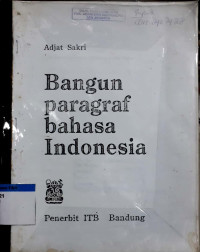 Adjat Sakri
Bangun
paragraf
bahasa
Indonesia
Penerbit ITB Bandung